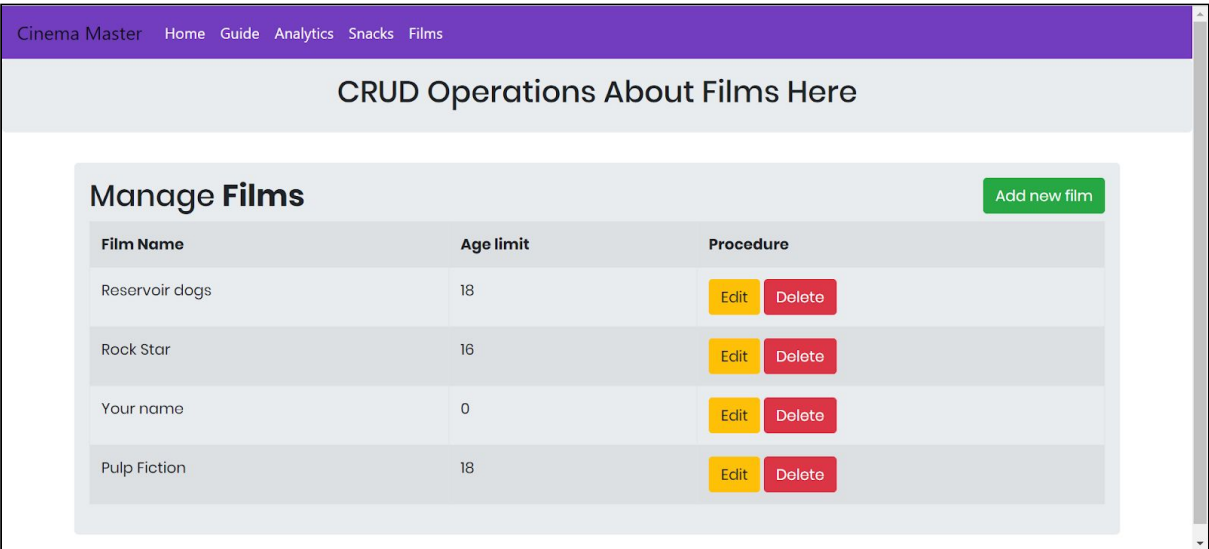 Cinema Master Home Guide Analytics Snacks Films
CRUD Operations About Films Here
Manage Films Add new film
Film Name Age limit Procedure
Reservoir dogs 18 Edit Delete
Rock Star 16 Edit Delete
Your name 0 Edit Delete
Pulp Fiction 18 Edit Delete